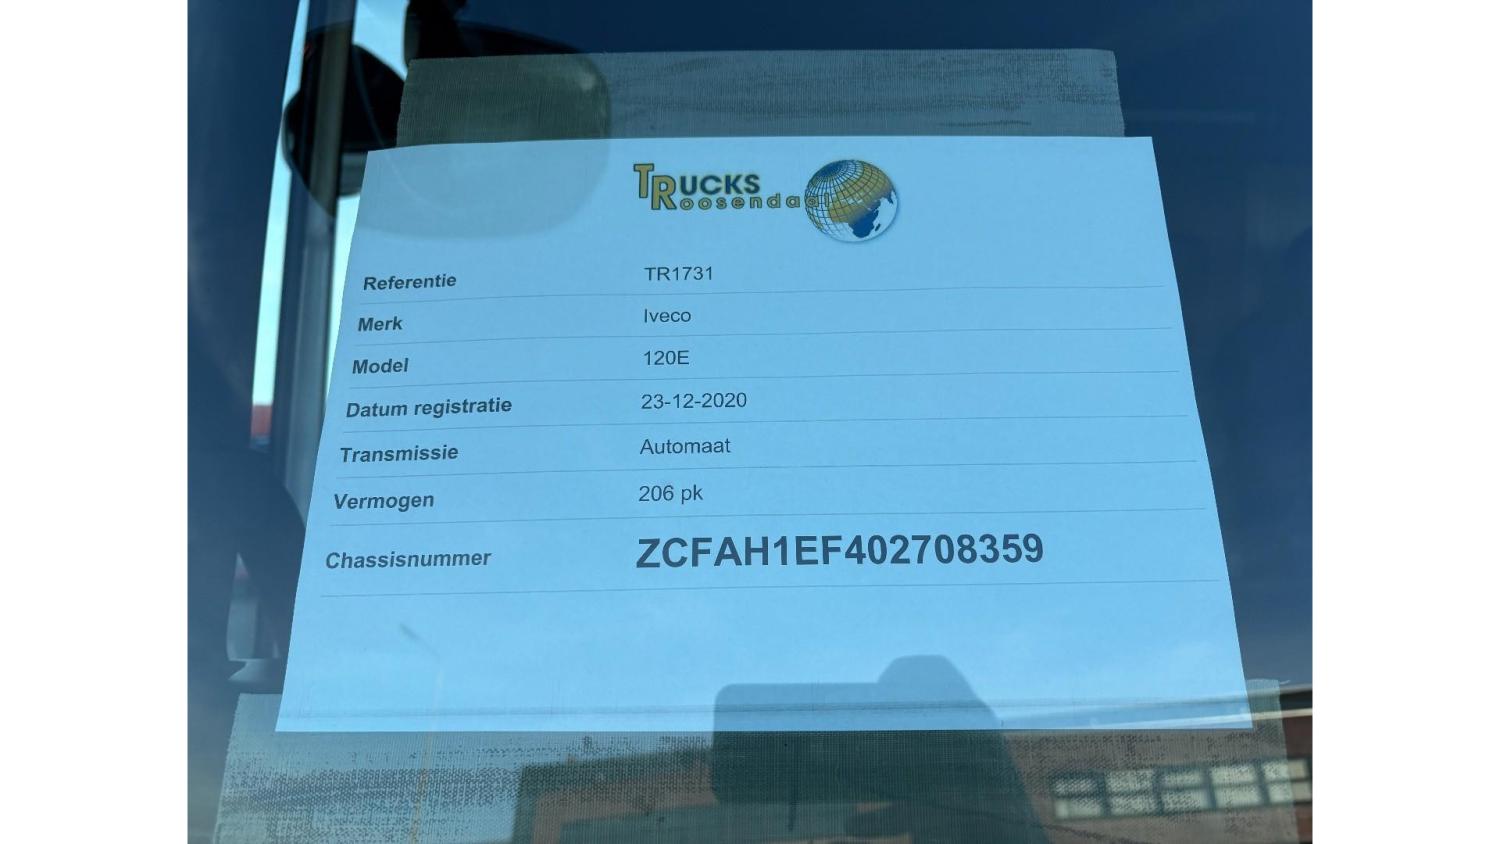 TRUCKS
Roosendaal
Referentie TR1731
Merk Iveco
Model 120E
Datum registratie 23-12-2020
Transmissie Automaat
Vermogen 206 pk
Chassisnummer ZCFAH1EF402708359